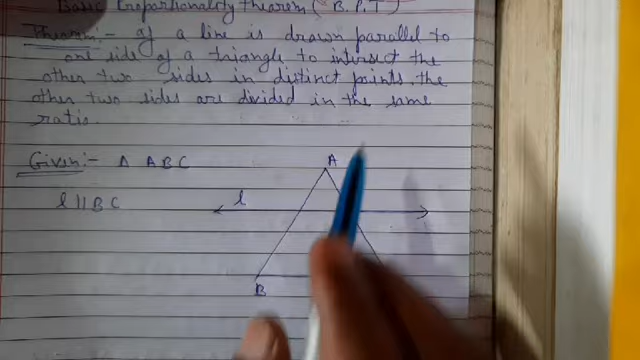 Basic Proportionality Theorem ( B.P.T )
Theorem :- If a line is drawn parallel to
one side of a triangle to intersect the
other two sides in distinct points, the
other two sides are divided in the same
ratio.
Given :- Δ ABC
l || BC
A
l
B